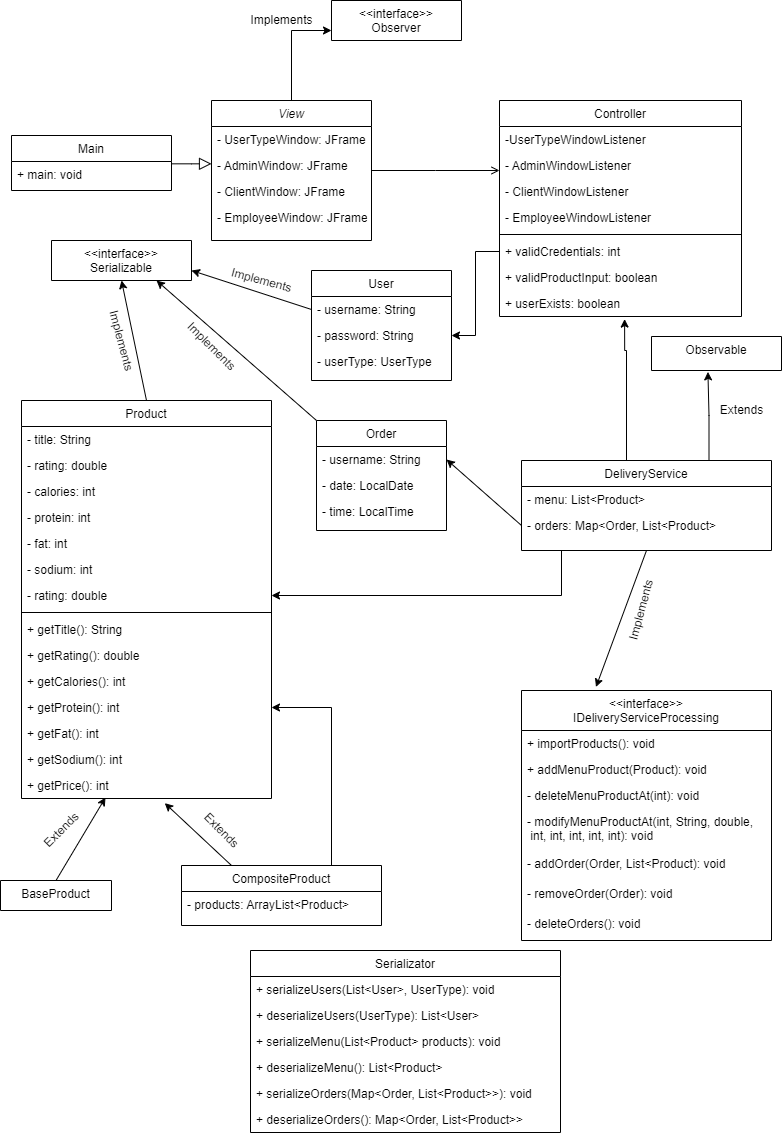 Implements
<<interface>>
Observer
View
- UserTypeWindow: JFrame
- AdminWindow: JFrame
- ClientWindow: JFrame
- EmployeeWindow: JFrame
Controller
-UserTypeWindowListener
- AdminWindowListener
- ClientWindowListener
- EmployeeWindowListener
+ validCredentials: int
+ validProductInput: boolean
+ userExists: boolean
Main
+ main: void
<<interface>>
Serializable
Implements
Implements
Implements
User
- username: String
- password: String
- userType: UserType
Observable
Extends
Product
- title: String
- rating: double
- calories: int
- protein: int
- fat: int
- sodium: int
- rating: double
+ getTitle(): String
+ getRating(): double
+ getCalories(): int
+ getProtein(): int
+ getFat(): int
+ getSodium(): int
+ getPrice(): int
Order
- username: String
- date: LocalDate
- time: LocalTime
DeliveryService
- menu: List<Product>
- orders: Map<Order, List<Product>
Implements
<<interface>>
IDeliveryServiceProcessing
+ importProducts(): void
+ addMenuProduct(Product): void
- deleteMenuProductAt(int): void
- modifyMenuProductAt(int, String, double,
int, int, int, int, int): void
- addOrder(Order, List<Product): void
- removeOrder(Order): void
- deleteOrders(): void
Extends
Extends
BaseProduct
CompositeProduct
- products: ArrayList<Product>
Serializator
+ serializeUsers(List<User>, UserType): void
+ deserializeUsers(UserType): List<User>
+ serializeMenu(List<Product> products): void
+ deserializeMenu(): List<Product>
+ serializeOrders(Map<Order, List<Product>>): void
+ deserializeOrders(): Map<Order, List<Product>>